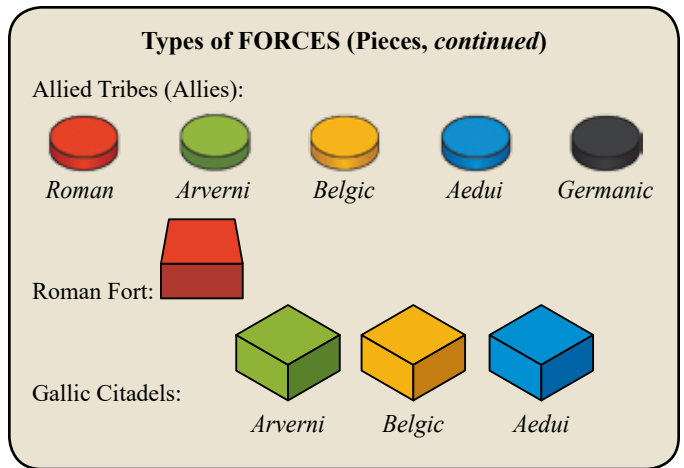 Types of FORCES (Pieces, continued)
Allied Tribes (Allies):
Roman Arverni Belgic Aedui Germanic
Roman Fort:
Gallic Citadels:
Arverni Belgic Aedui